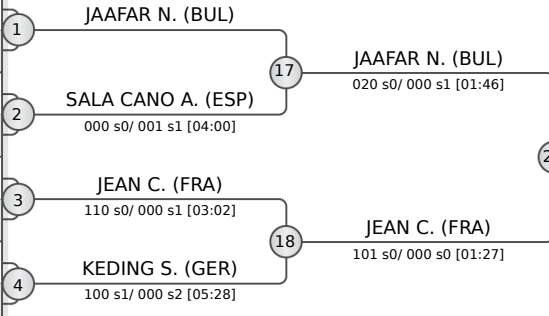 JAAFAR N. (BUL)
1
17
JAAFAR N. (BUL)
020 s0/ 000 s1 [01:46]
SALA CANO A. (ESP)
2
000 s0/ 001 s1 [04:00]
JEAN C. (FRA)
3
110 s0/ 000 s1 [03:02]
18
JEAN C. (FRA)
101 s0/ 000 s0 [01:27]
KEDING S. (GER)
4
100 s1/ 000 s2 [05:28]